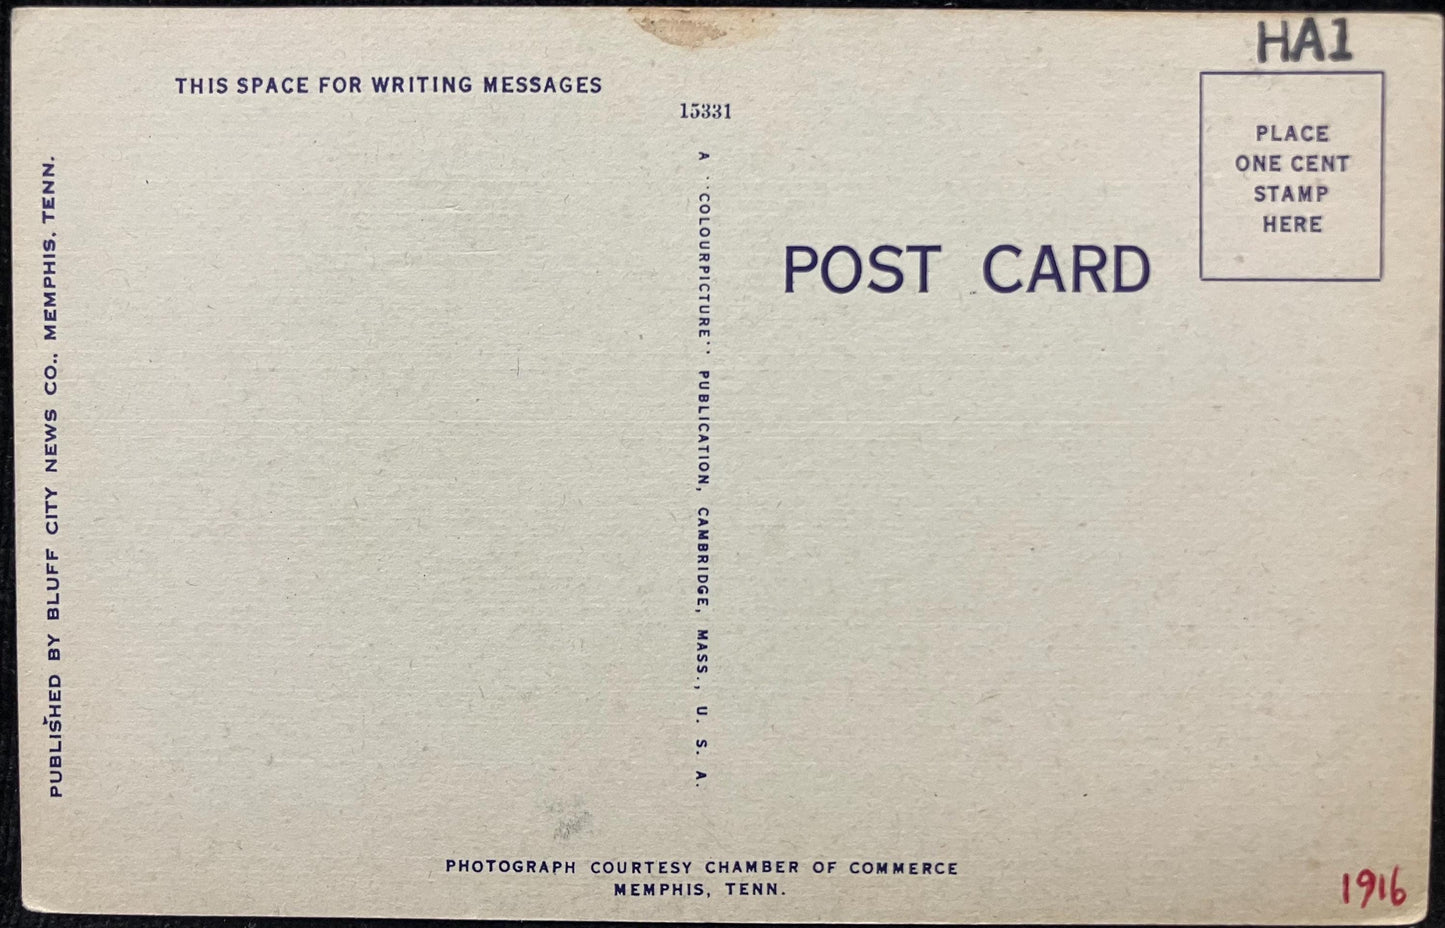 HA1
THIS SPACE FOR WRITING MESSAGES
15331
PLACE
ONE CENT
STAMP
HERE
POST CARD
PUBLISHED BY BLUFF CITY NEWS CO., MEMPHIS, TENN.
A "COLOURPICTURE" PUBLICATION, CAMBRIDGE, MASS., U. S. A.
PHOTOGRAPH COURTESY CHAMBER OF COMMERCE
MEMPHIS, TENN.
1916